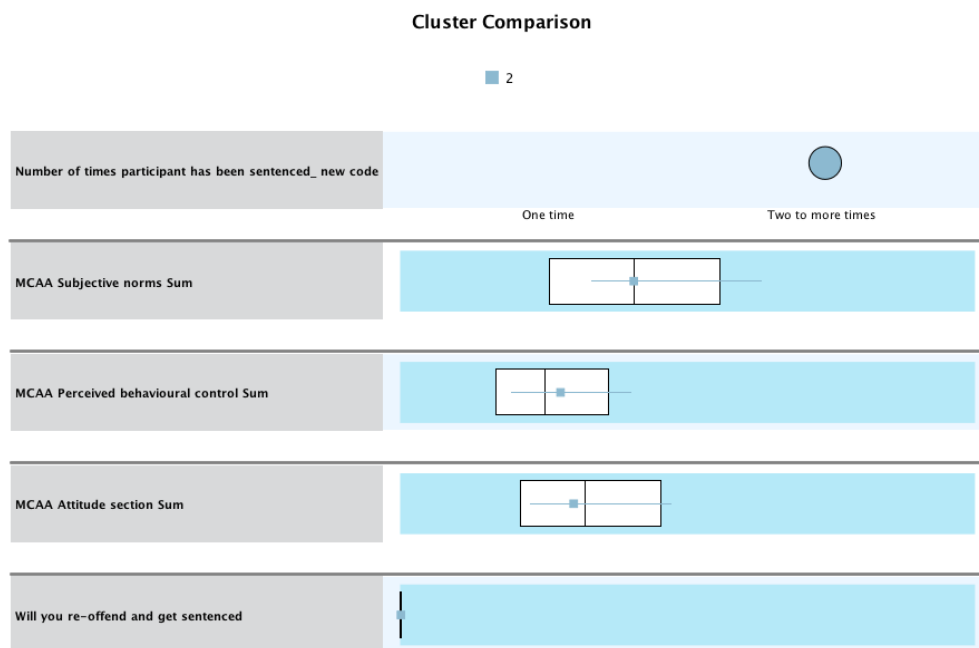 Cluster Comparison
2
Number of times participant has been sentenced_ new code
One time
Two to more times
MCAA Subjective norms Sum
MCAA Perceived behavioural control Sum
MCAA Attitude section Sum
Will you re-offend and get sentenced